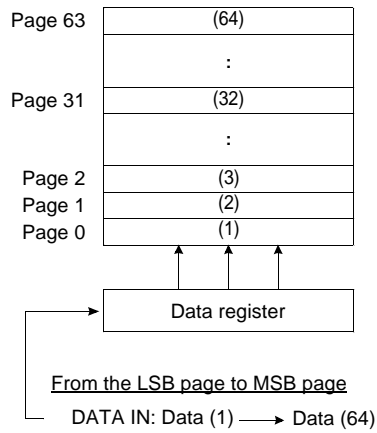 Page 63 (64)
:
Page 31 (32)
:
Page 2 (3)
Page 1 (2)
Page 0 (1)
Data register
From the LSB page to MSB page
DATA IN: Data (1) Data (64)